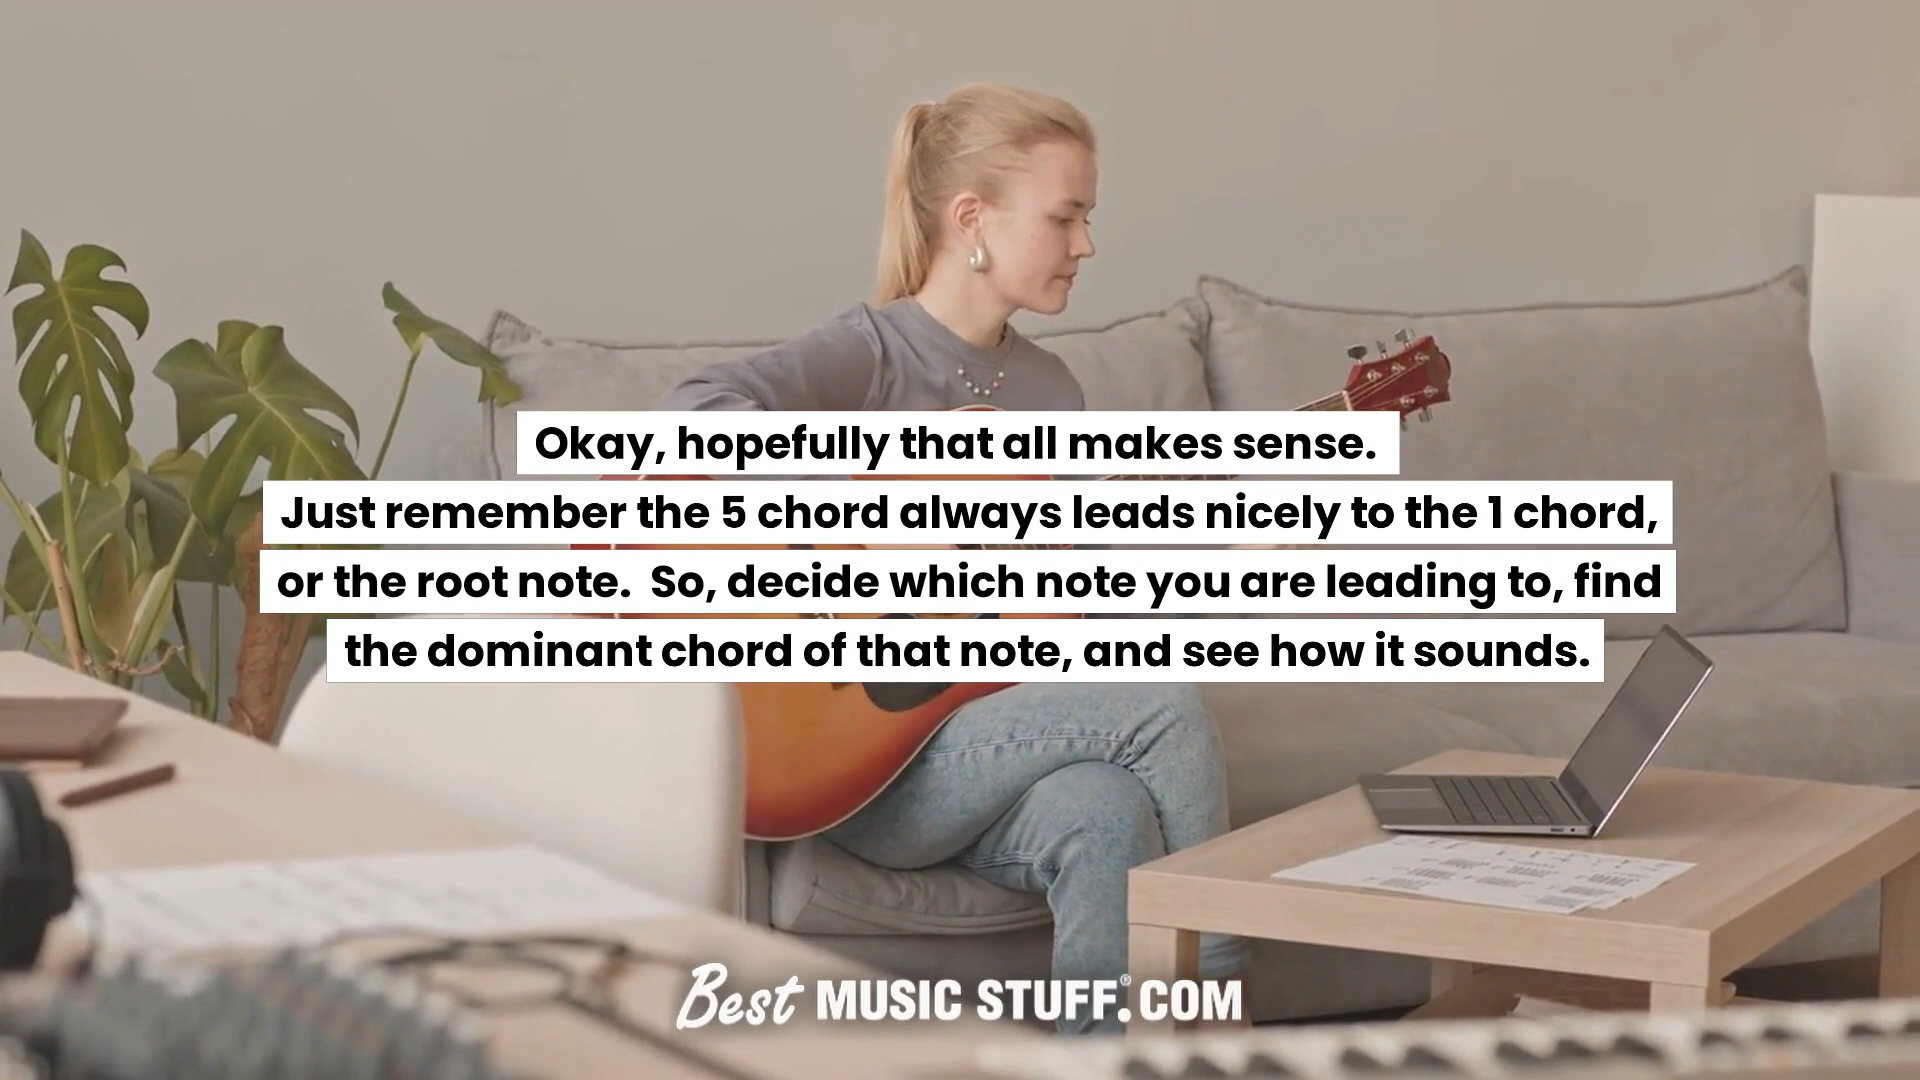 Okay, hopefully that all makes sense.
Just remember the 5 chord always leads nicely to the 1 chord,
or the root note.  So, decide which note you are leading to, find
the dominant chord of that note, and see how it sounds.
Best MUSIC STUFF.® COM